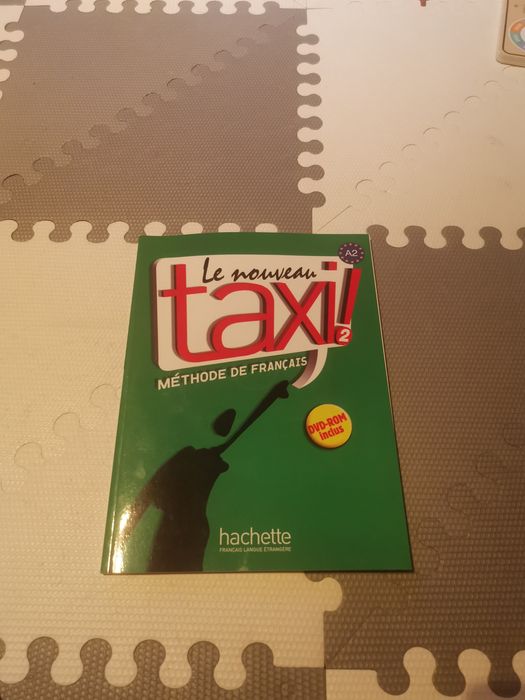 A2
Le nouveau
taxi!
2
MÉTHODE DE FRANÇAIS
DVD-ROM
inclus
hachette
FRANÇAIS LANGUE ÉTRANGÈRE